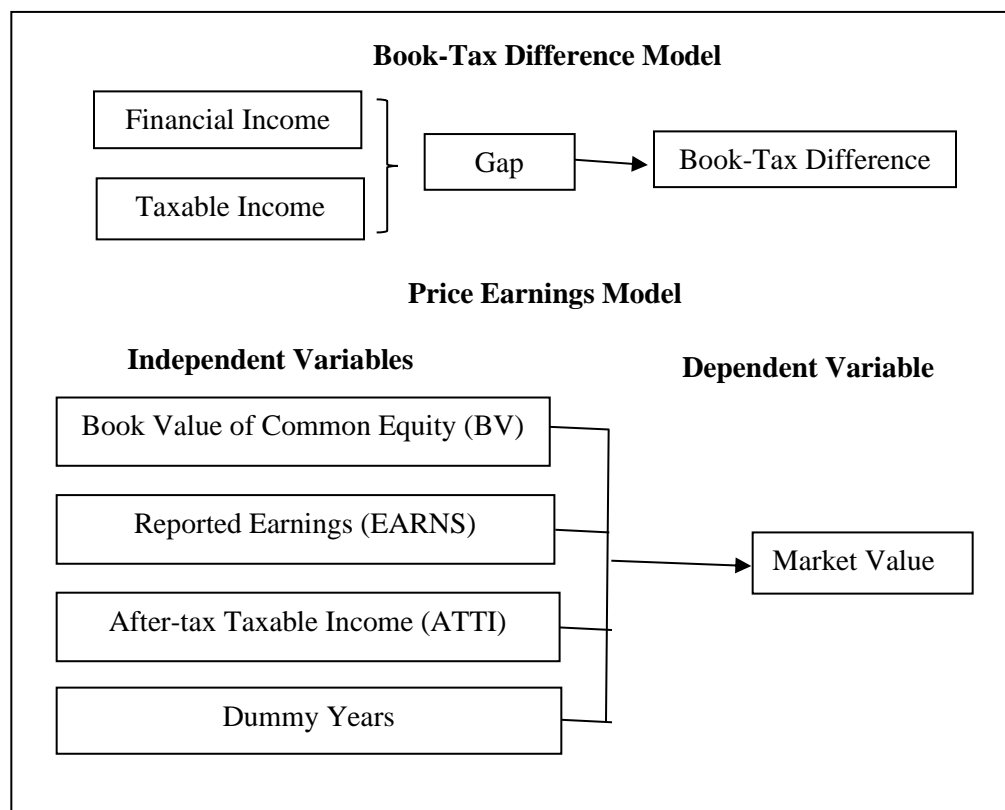 Book-Tax Difference Model
Financial Income
Taxable Income
Gap
Book-Tax Difference
Price Earnings Model
Independent Variables
Dependent Variable
Book Value of Common Equity (BV)
Reported Earnings (EARNS)
After-tax Taxable Income (ATTI)
Dummy Years
Market Value